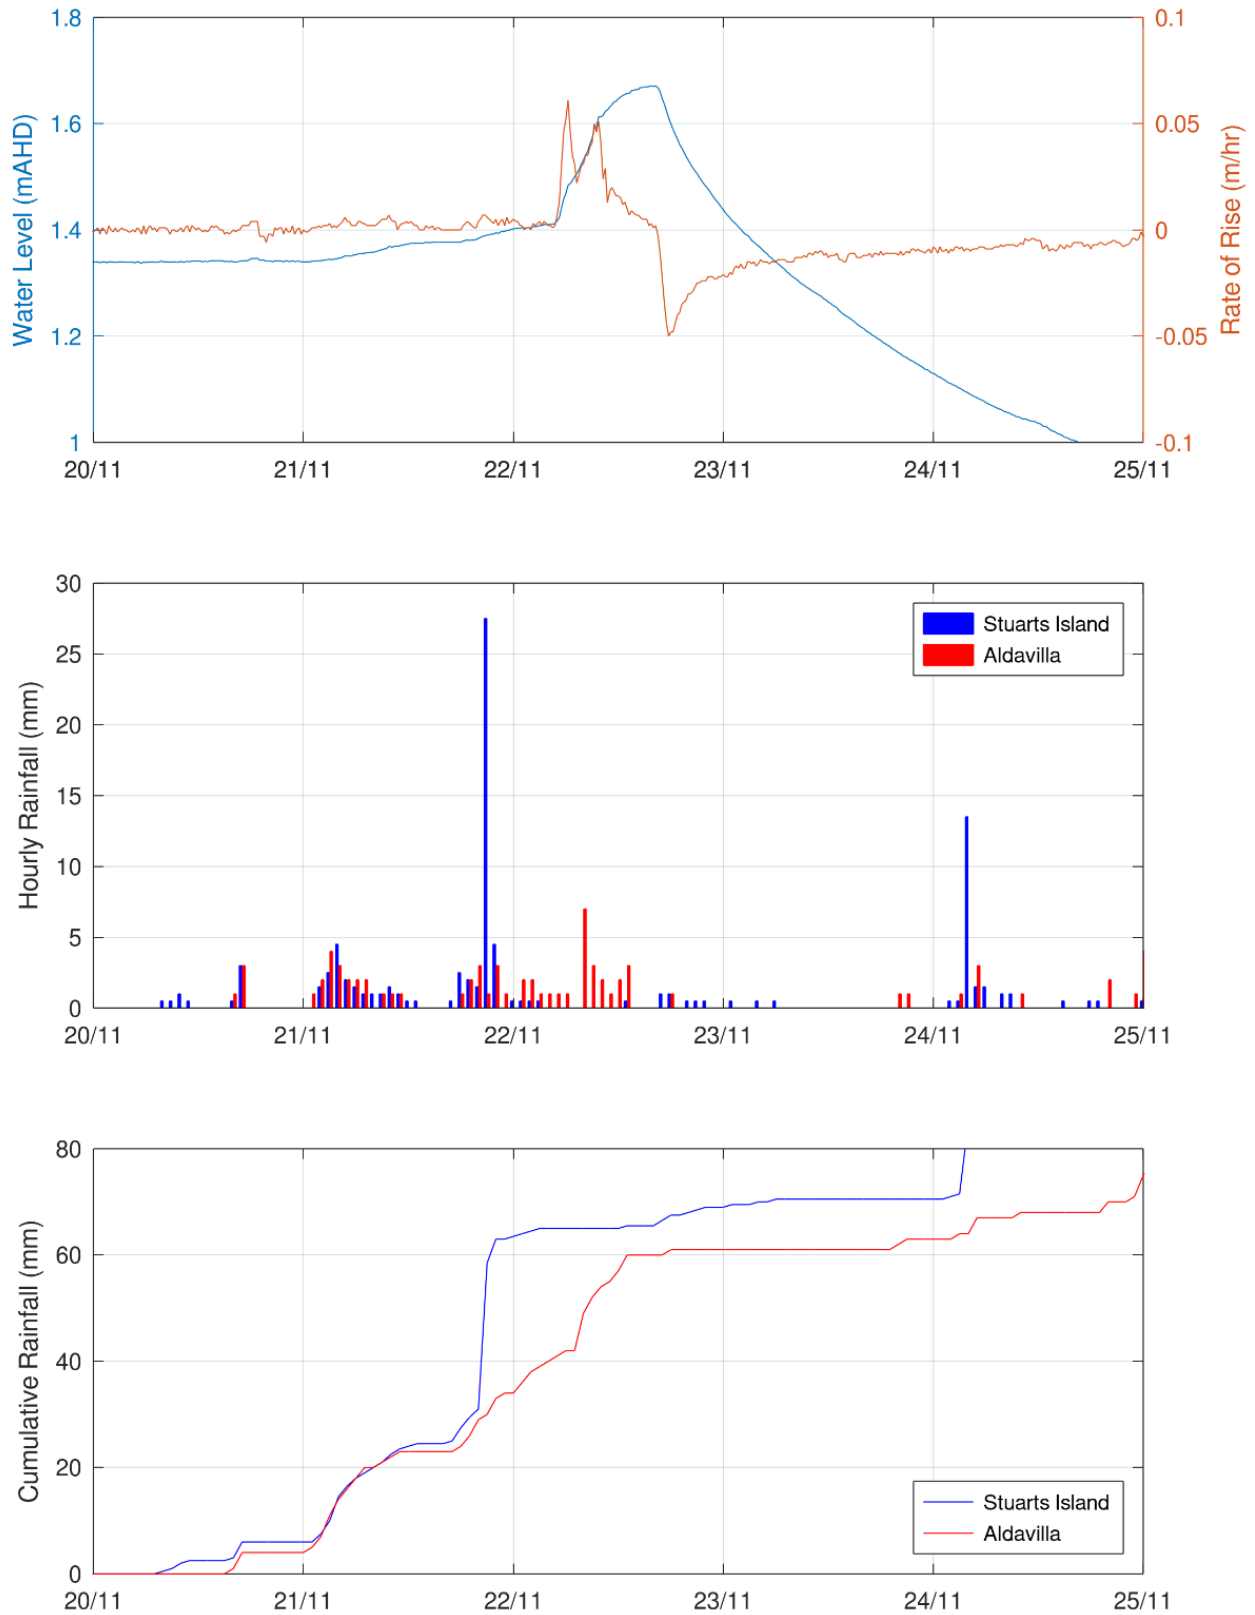 1.8
1.6
1.4
1.2
1
Water Level (mAHD)
0.1
0.05
0
-0.05
-0.1
Rate of Rise (m/hr)
20/11 21/11 22/11 23/11 24/11 25/11
30
25
20
15
10
5
0
Hourly Rainfall (mm)
Stuarts Island
Aldavilla
20/11 21/11 22/11 23/11 24/11 25/11
80
60
40
20
0
Cumulative Rainfall (mm)
Stuarts Island
Aldavilla
20/11 21/11 22/11 23/11 24/11 25/11